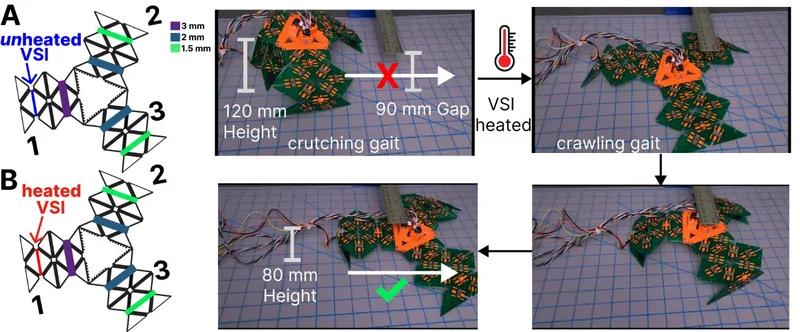 A
unheated
VSI
1
2
3
3 mm
2 mm
1.5 mm
120 mm
Height
90 mm Gap
crutching gait
VSI
heated
crawling gait
B
heated
VSI
1
2
3
80 mm
Height